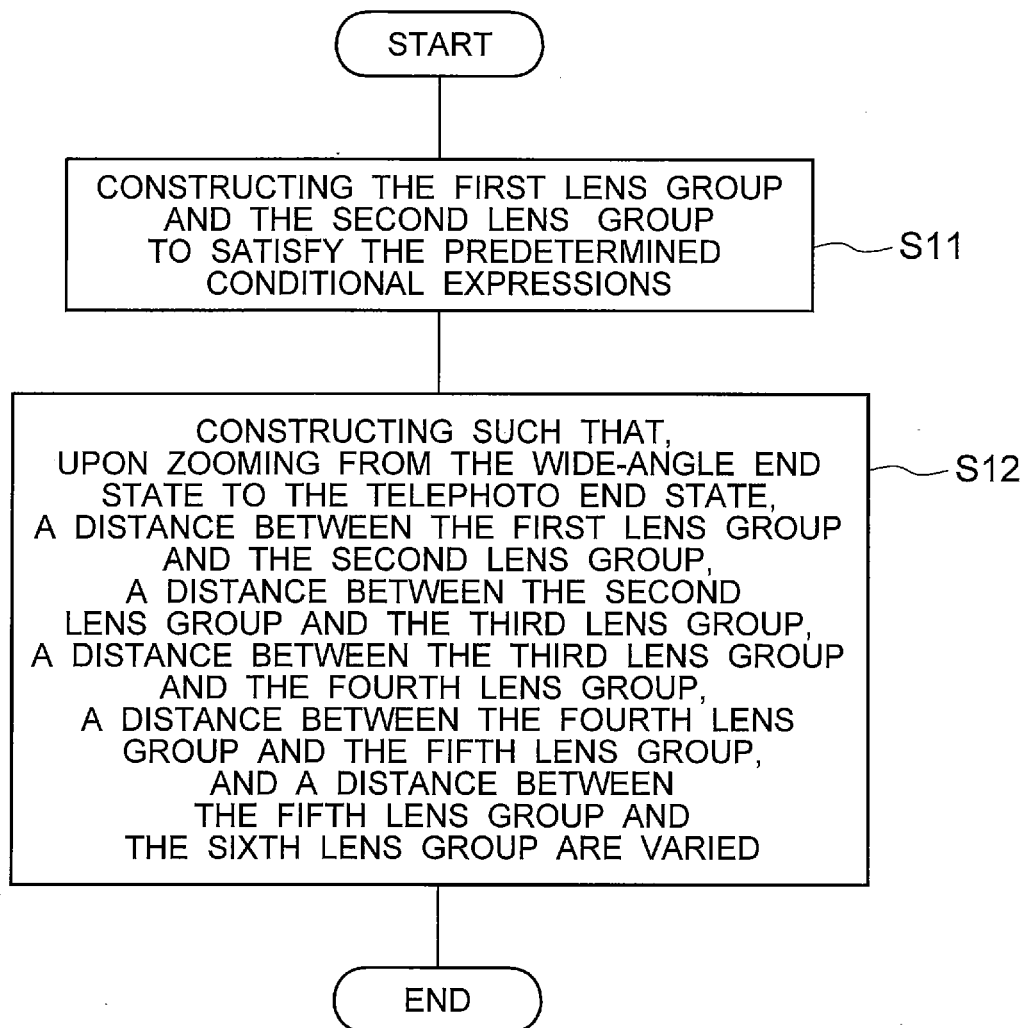 START
CONSTRUCTING THE FIRST LENS GROUP
AND THE SECOND LENS GROUP
TO SATISFY THE PREDETERMINED
CONDITIONAL EXPRESSIONS
S11
CONSTRUCTING SUCH THAT,
UPON ZOOMING FROM THE WIDE-ANGLE END
STATE TO THE TELEPHOTO END STATE,
A DISTANCE BETWEEN THE FIRST LENS GROUP
AND THE SECOND LENS GROUP,
A DISTANCE BETWEEN THE SECOND
LENS GROUP AND THE THIRD LENS GROUP,
A DISTANCE BETWEEN THE THIRD LENS GROUP
AND THE FOURTH LENS GROUP,
A DISTANCE BETWEEN THE FOURTH LENS
GROUP AND THE FIFTH LENS GROUP,
AND A DISTANCE BETWEEN
THE FIFTH LENS GROUP AND
THE SIXTH LENS GROUP ARE VARIED
S12
END